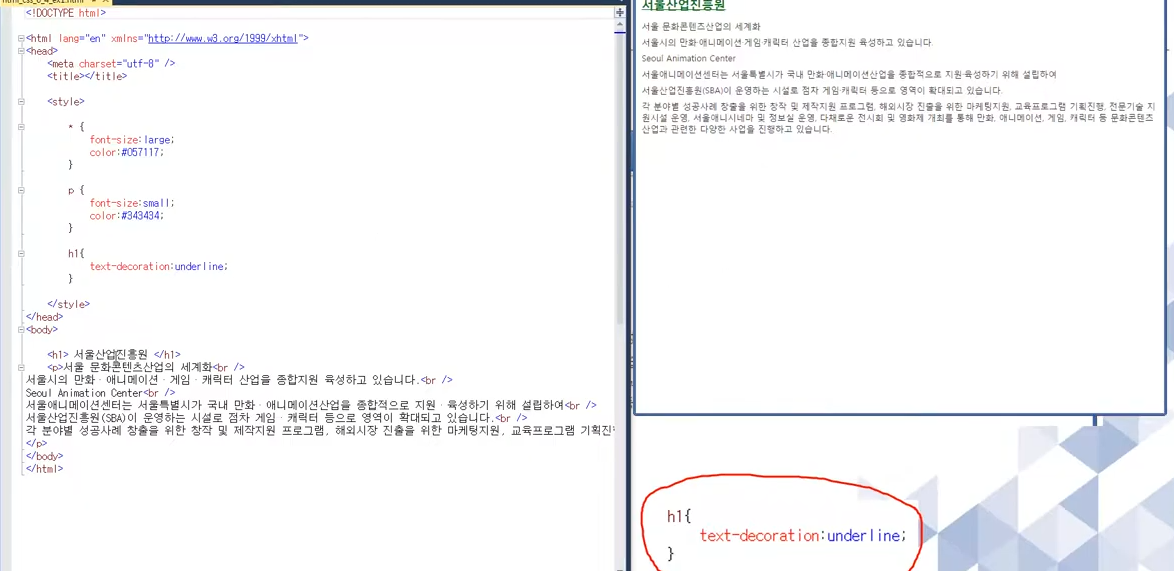 <!DOCTYPE html>
<html lang="en" xmlns="http://www.w3.org/1999/xhtml">
<head>
<meta charset="utf-8" />
<title></title>
<style>
* {
font-size:large;
color:#057117;
}
p {
font-size:small;
color:#343434;
}
h1{
text-decoration:underline;
}
</style>
</head>
<body>
<h1> 서울산업진흥원 </h1>
<p>서울 문화콘텐츠산업의 세계화<br />
서울시의 만화·애니메이션·게임·캐릭터 산업을 종합지원 육성하고 있습니다.<br />
Seoul Animation Center<br />
서울애니메이션센터는 서울특별시가 국내 만화·애니메이션산업을 종합적으로 지원·육성하기 위해 설립하여<br />
서울산업진흥원(SBA)이 운영하는 시설로 점차 게임·캐릭터 등으로 영역이 확대되고 있습니다.<br />
각 분야별 성공사례 창출을 위한 창작 및 제작지원 프로그램, 해외시장 진출을 위한 마케팅지원, 교육프로그램
</p>
</body>
</html>
서울산업진흥원
서울 문화콘텐츠산업의 세계화
서울시의 만화·애니메이션·게임·캐릭터 산업을 종합지원 육성하고 있습니다.
Seoul Animation Center
서울애니메이션센터는 서울특별시가 국내 만화·애니메이션산업을 종합적으로 지원·육성하기 위해 설립하여
서울산업진흥원(SBA)이 운영하는 시설로 점차 게임·캐릭터 등으로 영역이 확대되고 있습니다.
각 분야별 성공사례 창출을 위한 창작 및 제작지원 프로그램, 해외시장 진출을 위한 마케팅지원, 교육프로그램 기획진행, 전문기술 지
원시설 운영, 서울애니시네마 및 정보실 운영, 다채로운 전시회 및 영화제 개최를 통해 만화, 애니메이션, 게임, 캐릭터 등 문화콘텐츠
산업과 관련한 다양한 사업을 진행하고 있습니다.
h1{
text-decoration:underline;
}